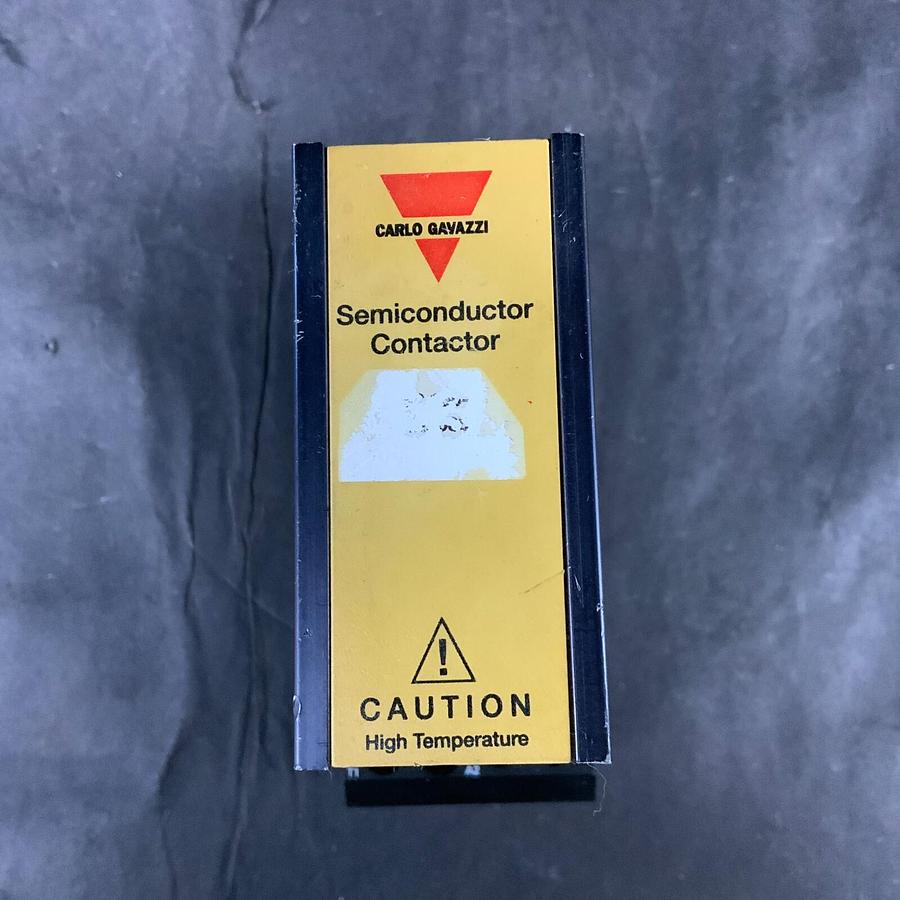 CARLO GAVAZZI
Semiconductor
Contactor
!
CAUTION
High Temperature